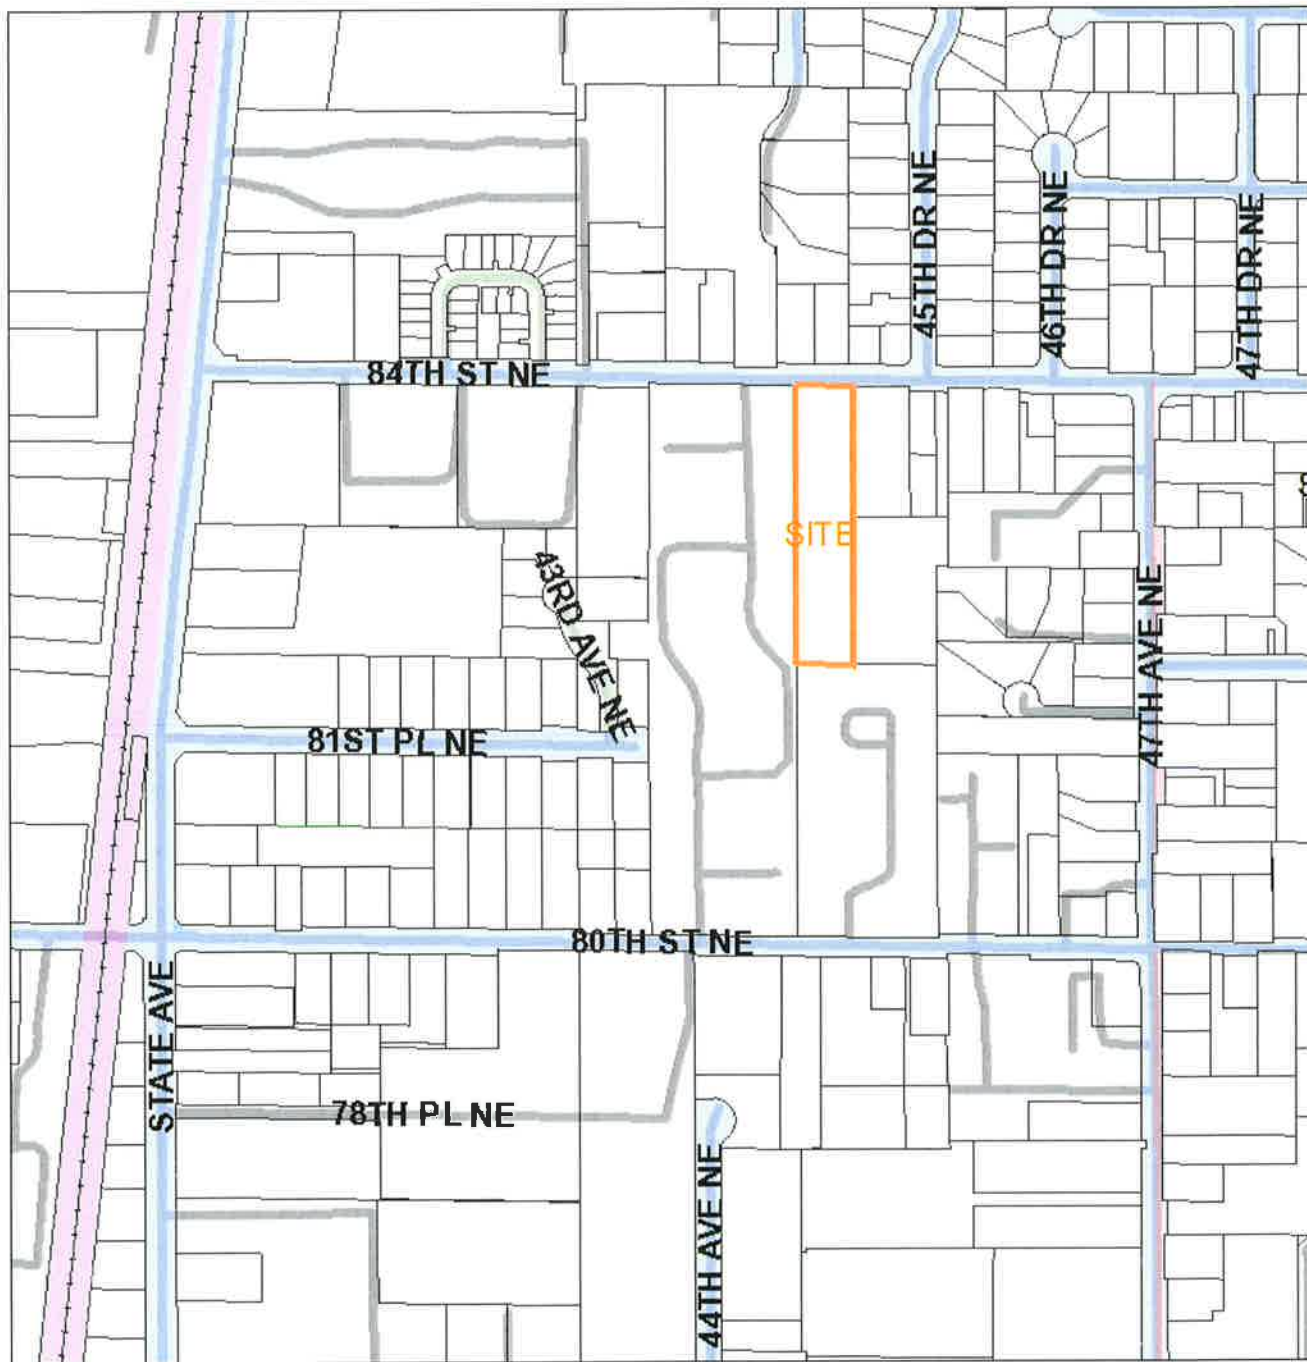 45TH DR NE
46TH DR NE
47TH DR NE
84TH ST NE
SITE
43RD AVE NE
47TH AVE NE
81ST PL NE
80TH ST NE
STATE AVE
78TH PL NE
44TH AVE NE